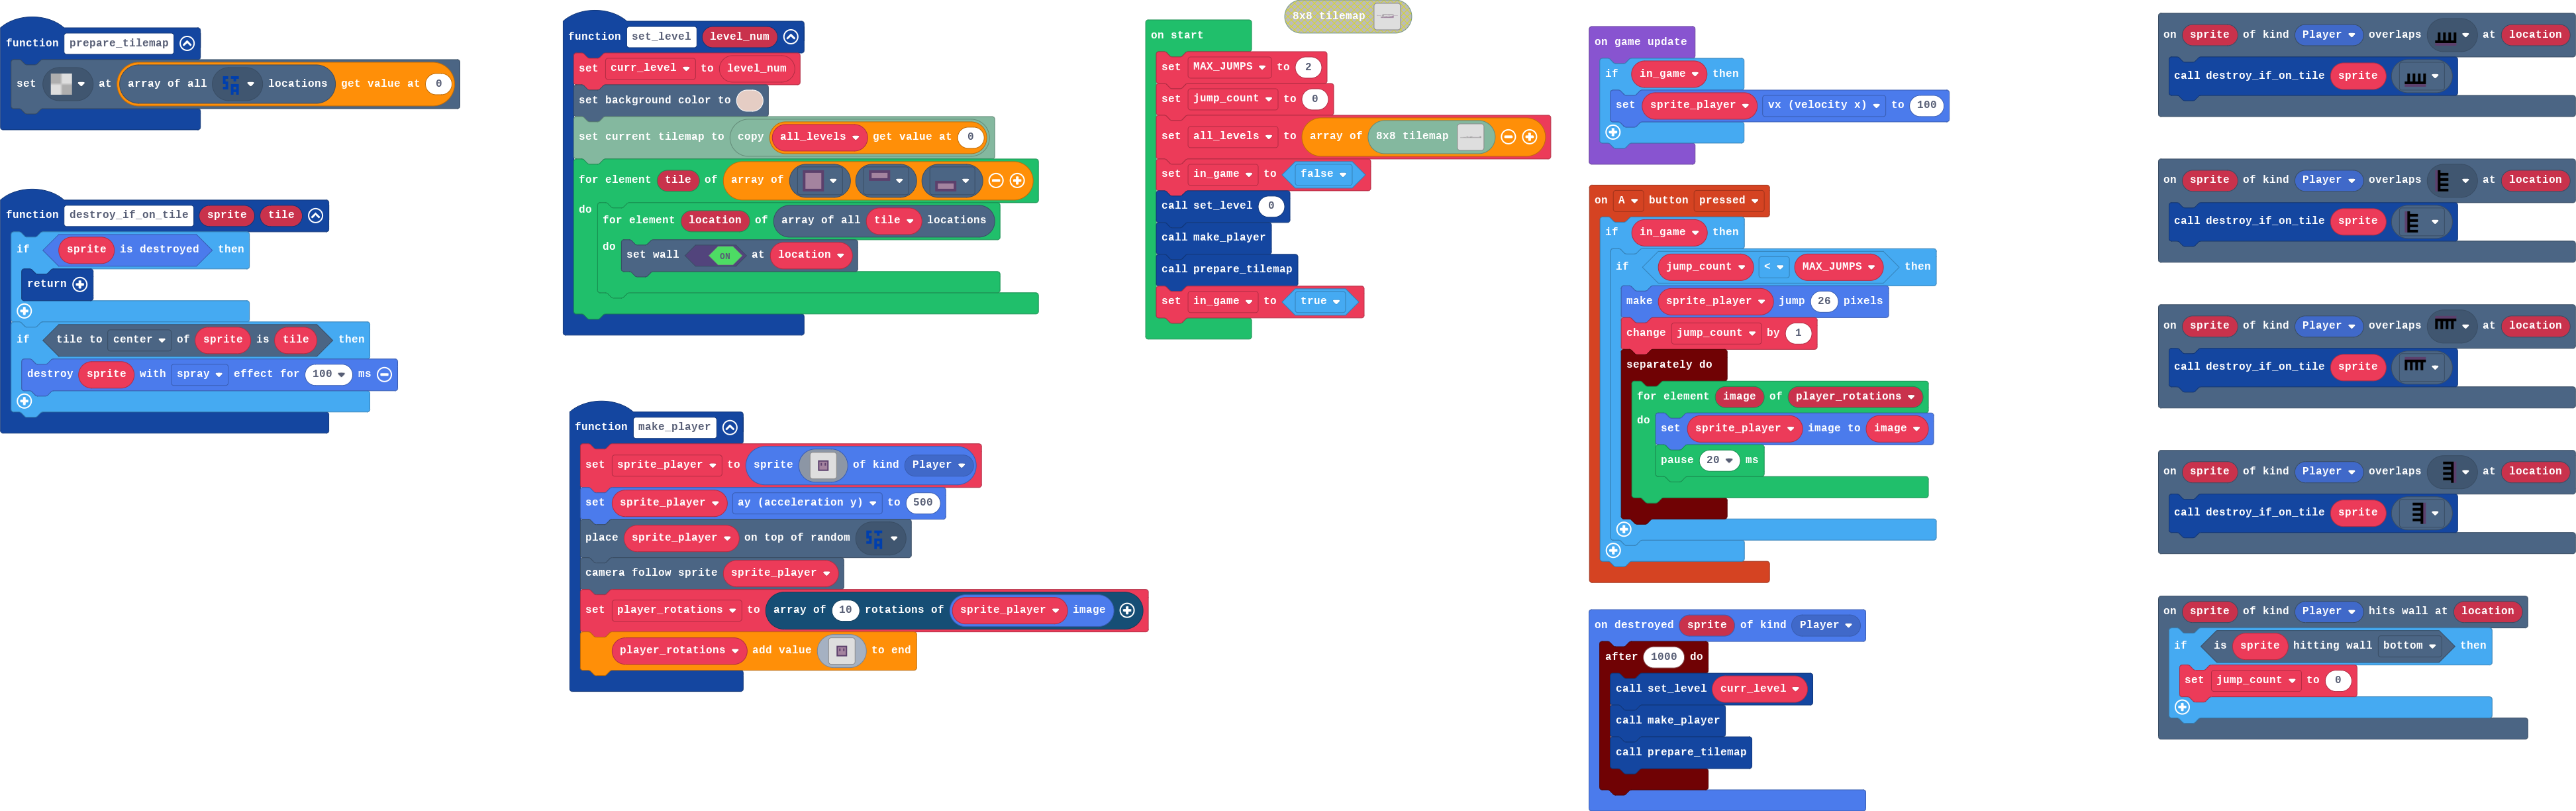 function prepare_tilemap
set at array of all locations get value at 0
function destroy_if_on_tile sprite tile
if sprite is destroyed then
return
if tile to center of sprite is tile then
destroy sprite with spray effect for 100 ms
function set_level level_num
set curr_level to level_num
set background color to
set current tilemap to copy all_levels get value at 0
for element tile of array of
do for element location of array of all tile locations
do set wall ON at location
function make_player
set sprite_player to sprite of kind Player
set sprite_player ay (acceleration y) to 500
place sprite_player on top of random
camera follow sprite sprite_player
set player_rotations to array of 10 rotations of sprite_player image
player_rotations add value to end
8x8 tilemap
on start
set MAX_JUMPS to 2
set jump_count to 0
set all_levels to array of 8x8 tilemap
set in_game to false
call set_level 0
call make_player
call prepare_tilemap
set in_game to true
on game update
if in_game then
set sprite_player vx (velocity x) to 100
on A button pressed
if in_game then
if jump_count < MAX_JUMPS then
make sprite_player jump 26 pixels
change jump_count by 1
separately do
for element image of player_rotations
do set sprite_player image to image
pause 20 ms
on destroyed sprite of kind Player
after 1000 do
call set_level curr_level
call make_player
call prepare_tilemap
on sprite of kind Player overlaps at location
call destroy_if_on_tile sprite
on sprite of kind Player overlaps at location
call destroy_if_on_tile sprite
on sprite of kind Player overlaps at location
call destroy_if_on_tile sprite
on sprite of kind Player overlaps at location
call destroy_if_on_tile sprite
on sprite of kind Player hits wall at location
if is sprite hitting wall bottom then
set jump_count to 0